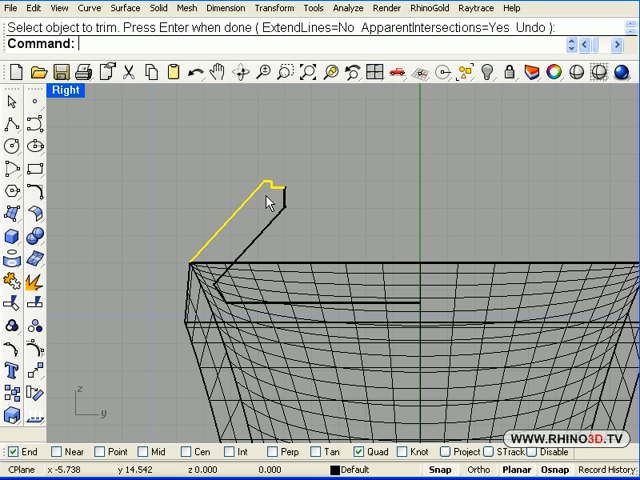 File Edit View Curve Surface Solid Mesh Dimension Transform Tools Analyze Render RhinoGold Raytrace Help
Select object to trim. Press Enter when done ( ExtendLines=No ApparentIntersections=Yes Undo ):
Command:
Right
z
y
WWW.RHINO3D.TV
End Near Point Mid Cen Int Perp Tan Quad Knot Project STrack Disable
CPlane x -5.738 y 14.542 z 0.000 0.000 Default Snap Ortho Planar Osnap Record History